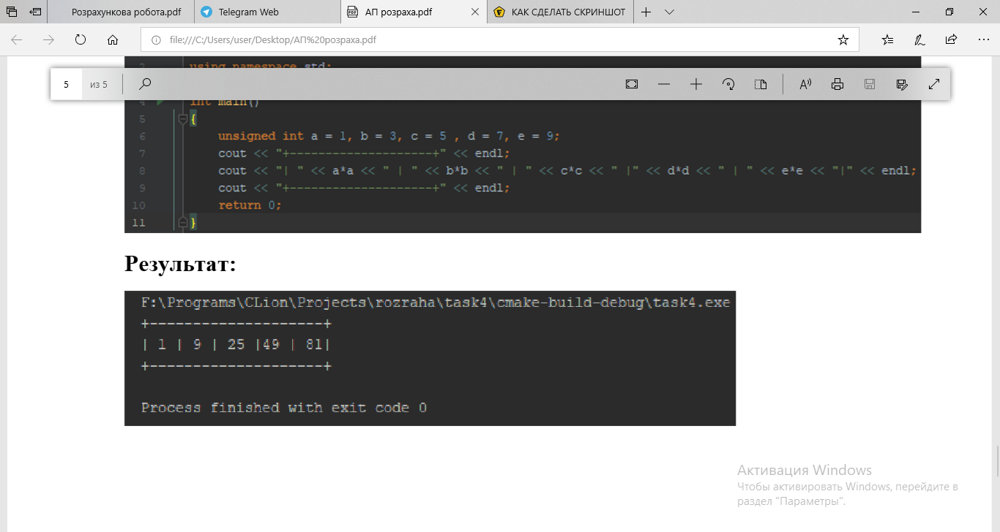 Розрахункова робота.pdf
Telegram Web
АП розраха.pdf
КАК СДЕЛАТЬ СКРИНШОТ
file:///C:/Users/user/Desktop/АП%20розраха.pdf
2 using namespace std;
5 из 5
4 int main()
5 {
6 unsigned int a = 1, b = 3, c = 5 , d = 7, e = 9;
7 cout << "+--------------------+" << endl;
8 cout << "| " << a*a << " | " << b*b << " | " << c*c << " |" << d*d << " | " << e*e << "|" << endl;
9 cout << "+--------------------+" << endl;
10 return 0;
11 }
Результат:
F:\Programs\CLion\Projects\rozraha\task4\cmake-build-debug\task4.exe
+--------------------+
| 1 | 9 | 25 |49 | 81|
+--------------------+
Process finished with exit code 0
Активация Windows
Чтобы активировать Windows, перейдите в
раздел "Параметры".